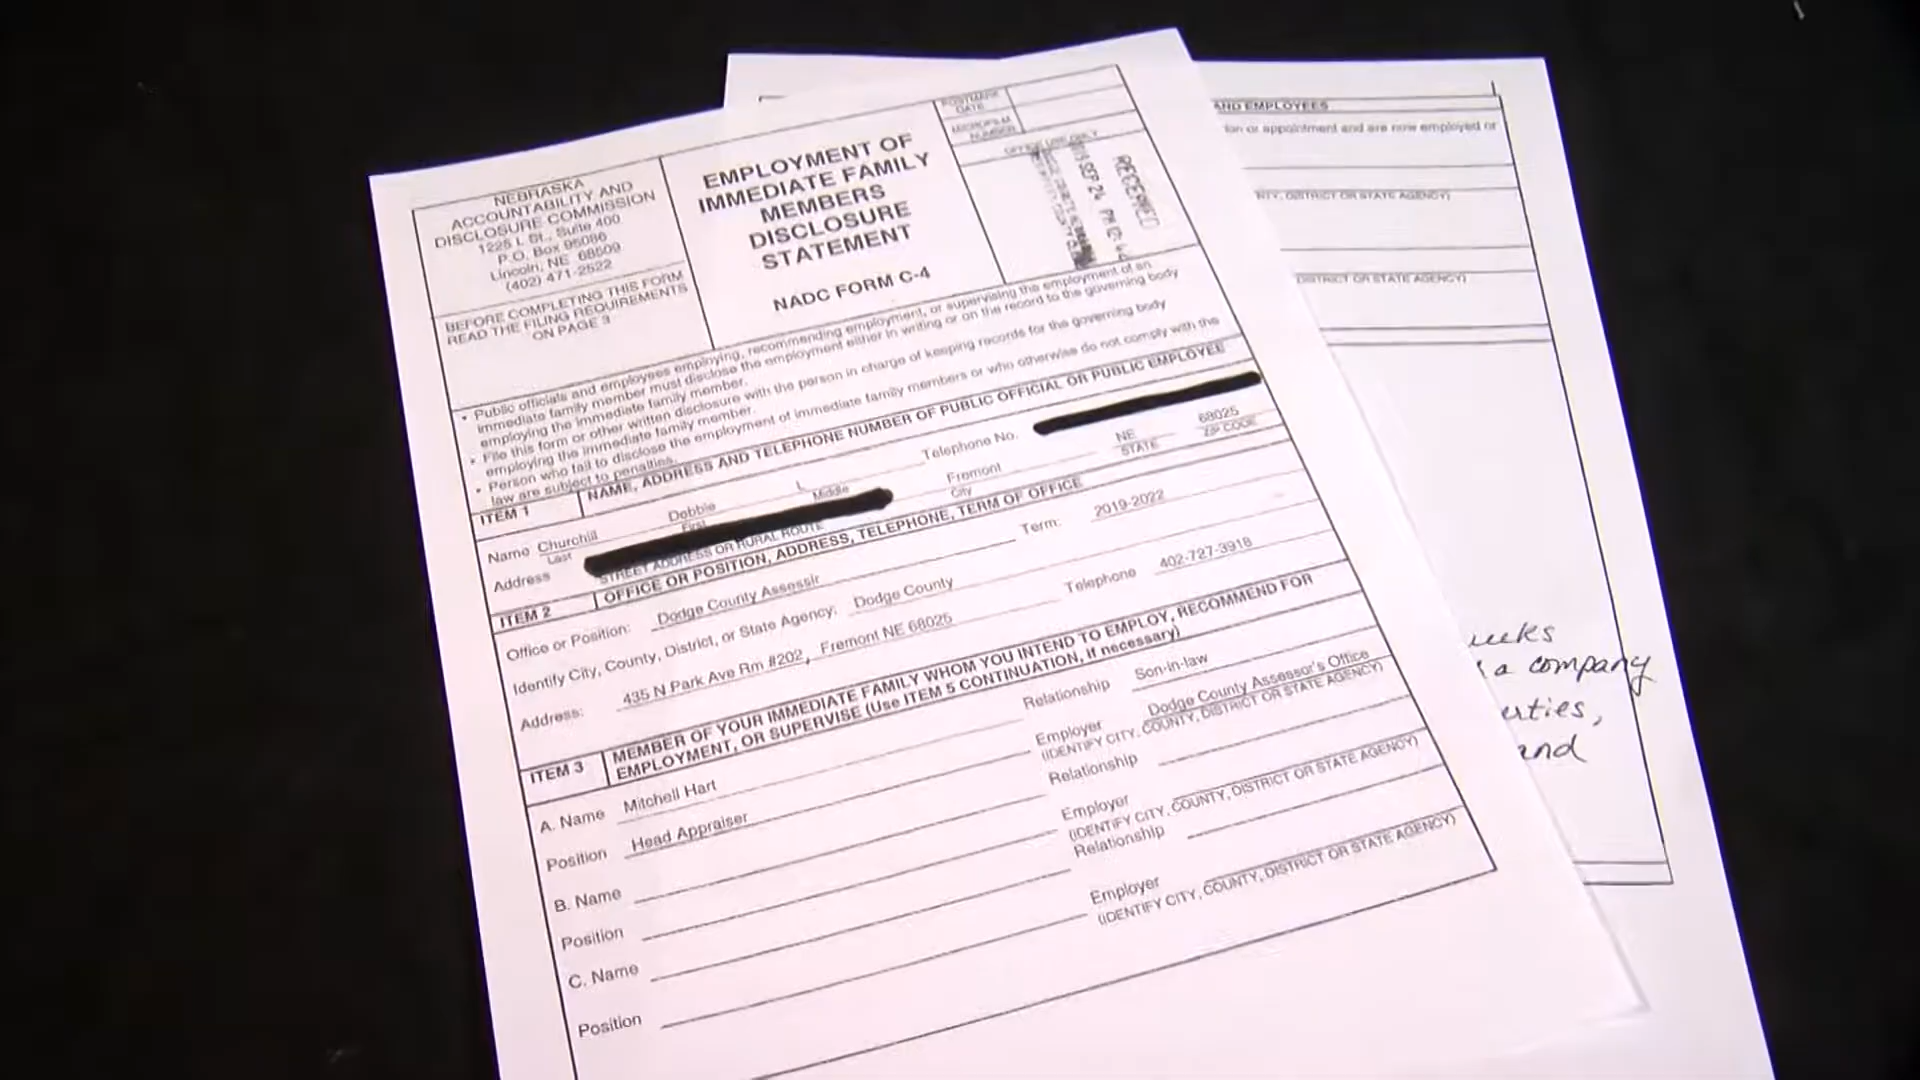 NEBRASKA
ACCOUNTABILITY AND
DISCLOSURE COMMISSION
1225 L St., Suite 400
P.O. Box 95086
Lincoln, NE 68509
(402) 471-2522
BEFORE COMPLETING THIS FORM
READ THE FILING REQUIREMENTS
ON PAGE 3
EMPLOYMENT OF
IMMEDIATE FAMILY
MEMBERS
DISCLOSURE
STATEMENT
NADC FORM C-4
POSTMARK
DATE
MICROFILM
NUMBER
OFFICE USE ONLY
RECEIVED
SEP 24 PM 12:
• Public officials and employees employing, recommending employment, or supervising the employment of an
immediate family member must disclose the employment either in writing or on the record to the governing body
employing the immediate family member.
• File this form or other written disclosure with the person in charge of keeping records for the governing body
employing the immediate family member.
• Person who fail to disclose the employment of immediate family members or who otherwise do not comply with the
law are subject to penalties.
ITEM 1 NAME, ADDRESS AND TELEPHONE NUMBER OF PUBLIC OFFICIAL OR PUBLIC EMPLOYEE
Name Churchill Debbie L Telephone No.
Last First Middle
Address Fremont NE 68025
STREET ADDRESS OR RURAL ROUTE City STATE ZIP CODE
ITEM 2 OFFICE OR POSITION, ADDRESS, TELEPHONE, TERM OF OFFICE
Office or Position: Dodge County Assessir Term: 2019-2022
Identify City, County, District, or State Agency: Dodge County
Address: 435 N Park Ave Rm #202, Fremont NE 68025 Telephone 402-727-3918
ITEM 3 MEMBER OF YOUR IMMEDIATE FAMILY WHOM YOU INTEND TO EMPLOY, RECOMMEND FOR
EMPLOYMENT, OR SUPERVISE (Use ITEM 5 CONTINUATION, if necessary)
A. Name Mitchell Hart Relationship Son-in-law
Position Head Appraiser Employer Dodge County Assessor's Office
(IDENTIFY CITY, COUNTY, DISTRICT OR STATE AGENCY)
B. Name Relationship
Position Employer
(IDENTIFY CITY, COUNTY, DISTRICT OR STATE AGENCY)
C. Name Relationship
Position Employer
(IDENTIFY CITY, COUNTY, DISTRICT OR STATE AGENCY)
AND EMPLOYEES
or appointment and are now employed or
DISTRICT OR STATE AGENCY)
DISTRICT OR STATE AGENCY)
weeks
a company
erties,
and